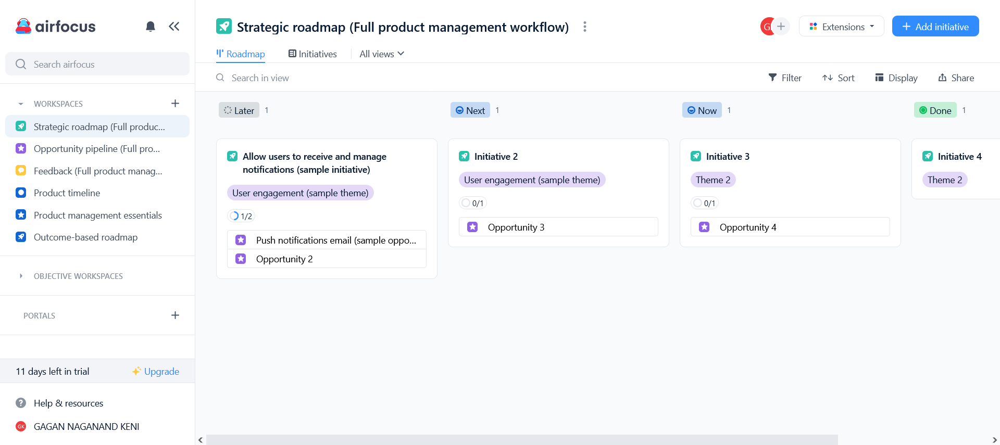 airfocus
Search airfocus
WORKSPACES
Strategic roadmap (Full produc...
Opportunity pipeline (Full pro...
Feedback (Full product manag...
Product timeline
Product management essentials
Outcome-based roadmap
OBJECTIVE WORKSPACES
PORTALS
11 days left in trial
Upgrade
Help & resources
GK
GAGAN NAGANAND KENI
Strategic roadmap (Full product management workflow)
Extensions
Add initiative
Roadmap
Initiatives
All views
Search in view
Filter
Sort
Display
Share
Later 1
Allow users to receive and manage
notifications (sample initiative)
User engagement (sample theme)
1/2
Push notifications email (sample oppo...
Opportunity 2
Next 1
Initiative 2
User engagement (sample theme)
0/1
Opportunity 3
Now 1
Initiative 3
Theme 2
0/1
Opportunity 4
Done 1
Initiative 4
Theme 2